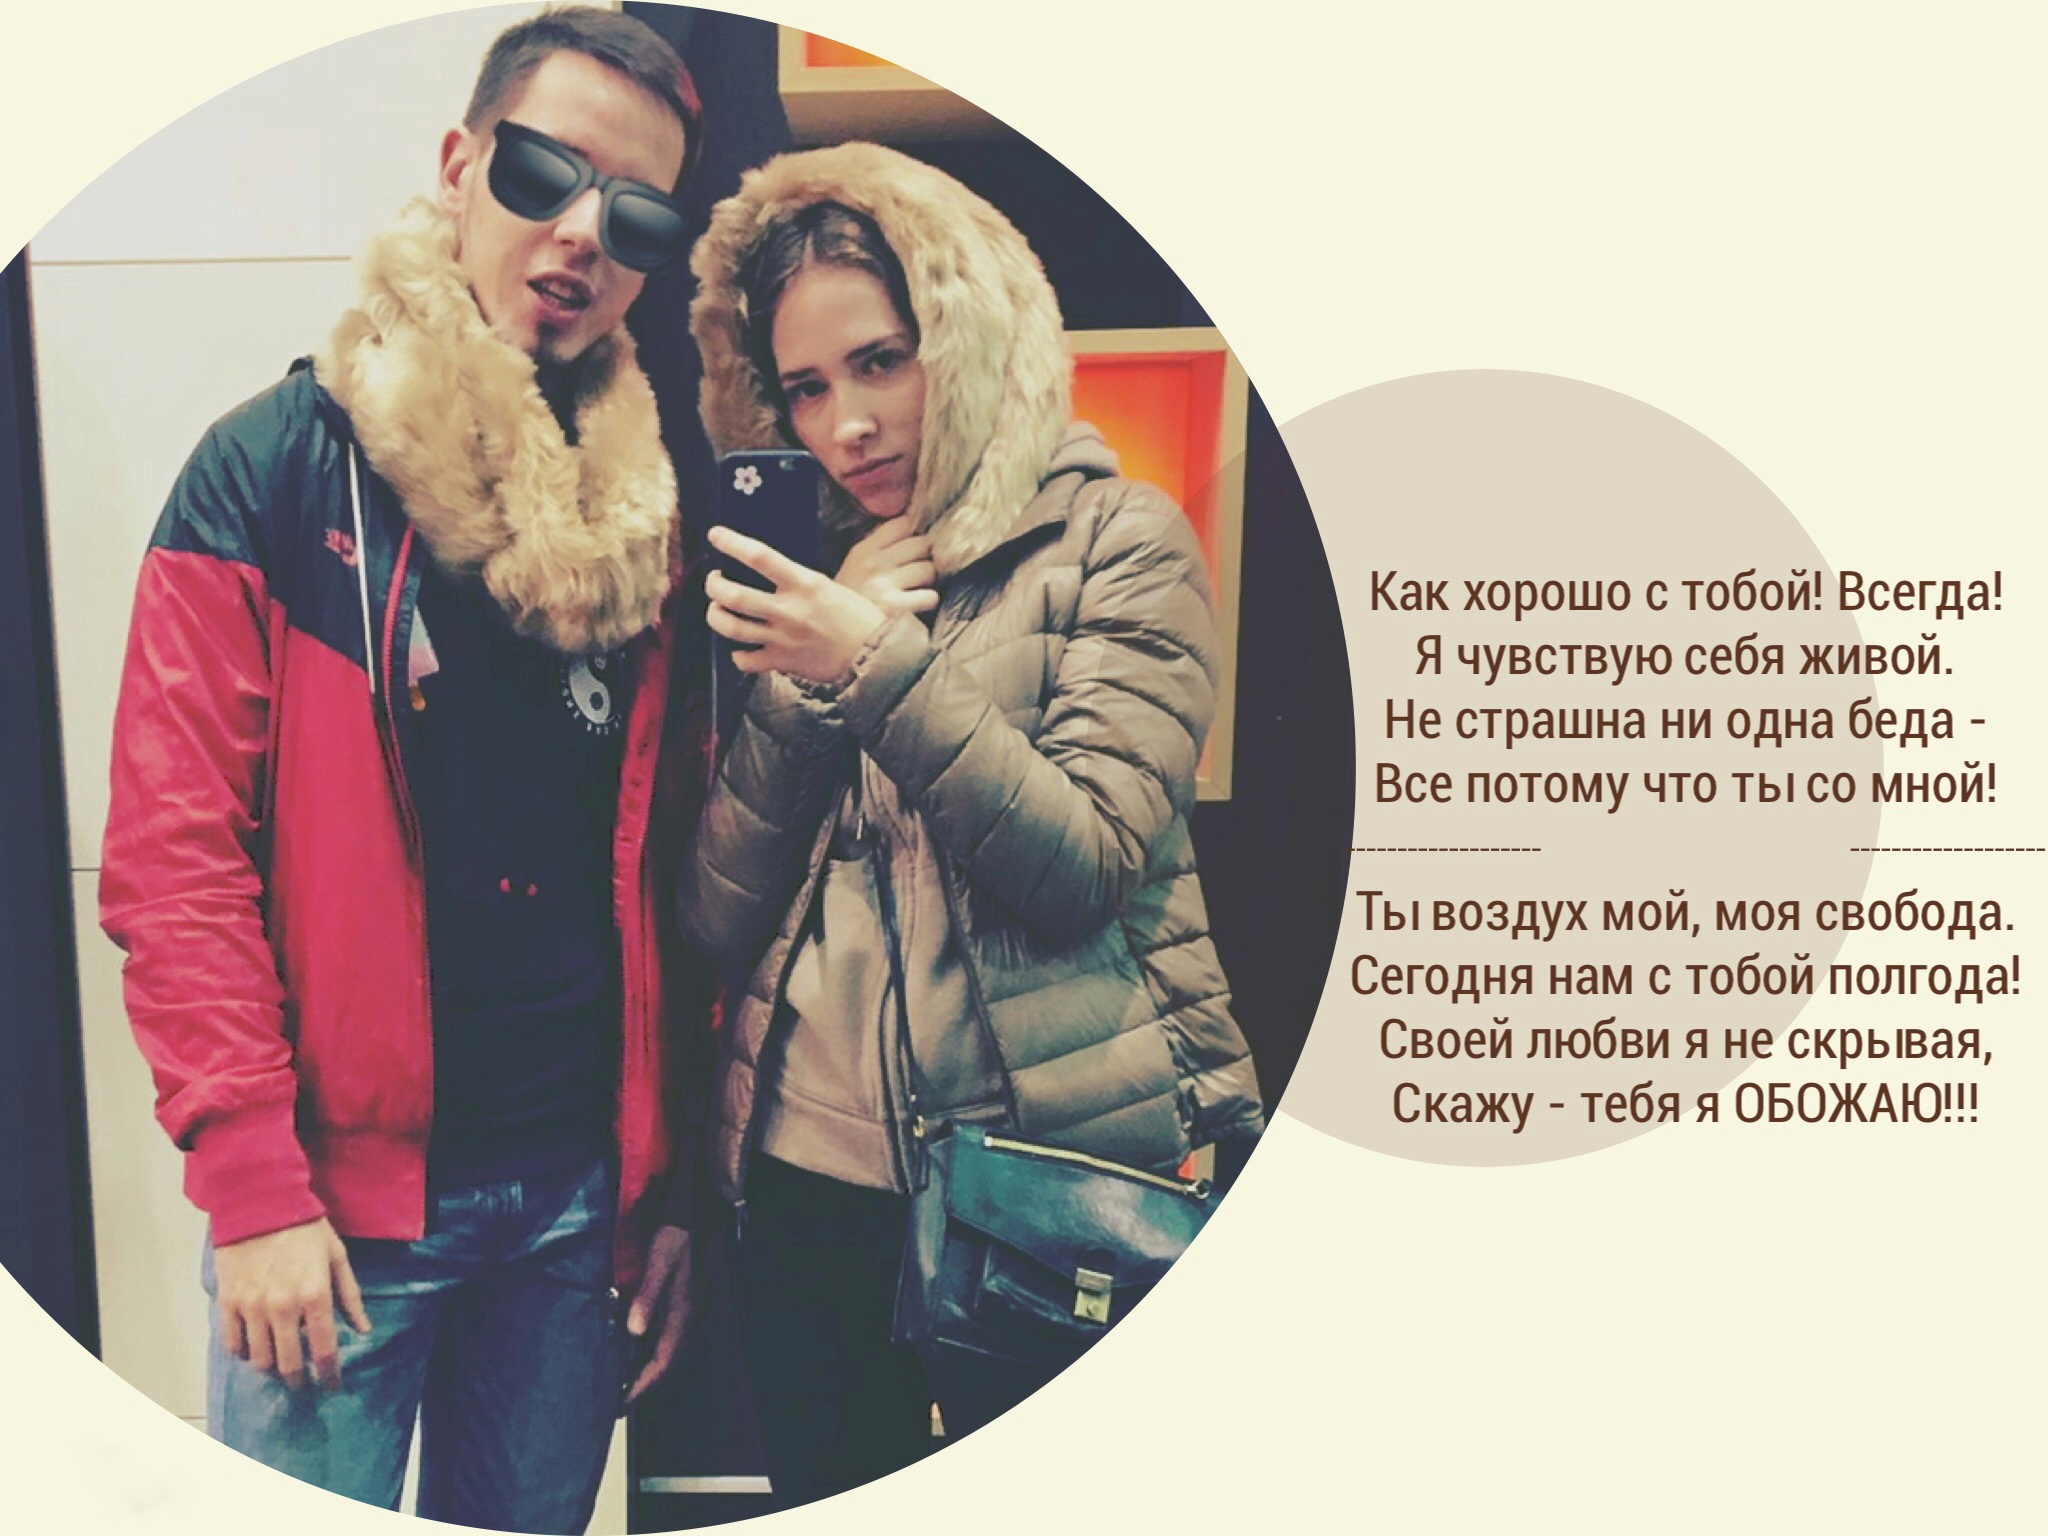 Как хорошо с тобой! Всегда!
Я чувствую себя живой.
Не страшна ни одна беда -
Все потому что ты со мной!
Ты воздух мой, моя свобода.
Сегодня нам с тобой полгода!
Своей любви я не скрывая,
Скажу - тебя я ОБОЖАЮ!!!